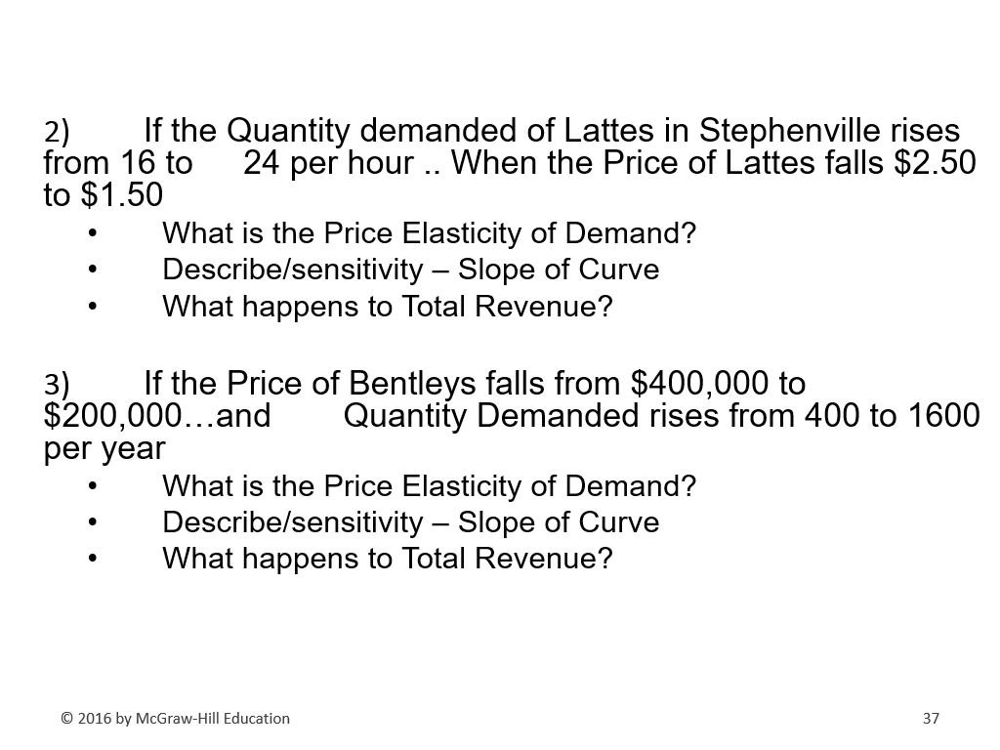 2) If the Quantity demanded of Lattes in Stephenville rises
from 16 to 24 per hour .. When the Price of Lattes falls $2.50
to $1.50
• What is the Price Elasticity of Demand?
• Describe/sensitivity – Slope of Curve
• What happens to Total Revenue?
3) If the Price of Bentleys falls from $400,000 to
$200,000…and Quantity Demanded rises from 400 to 1600
per year
• What is the Price Elasticity of Demand?
• Describe/sensitivity – Slope of Curve
• What happens to Total Revenue?
© 2016 by McGraw-Hill Education 37